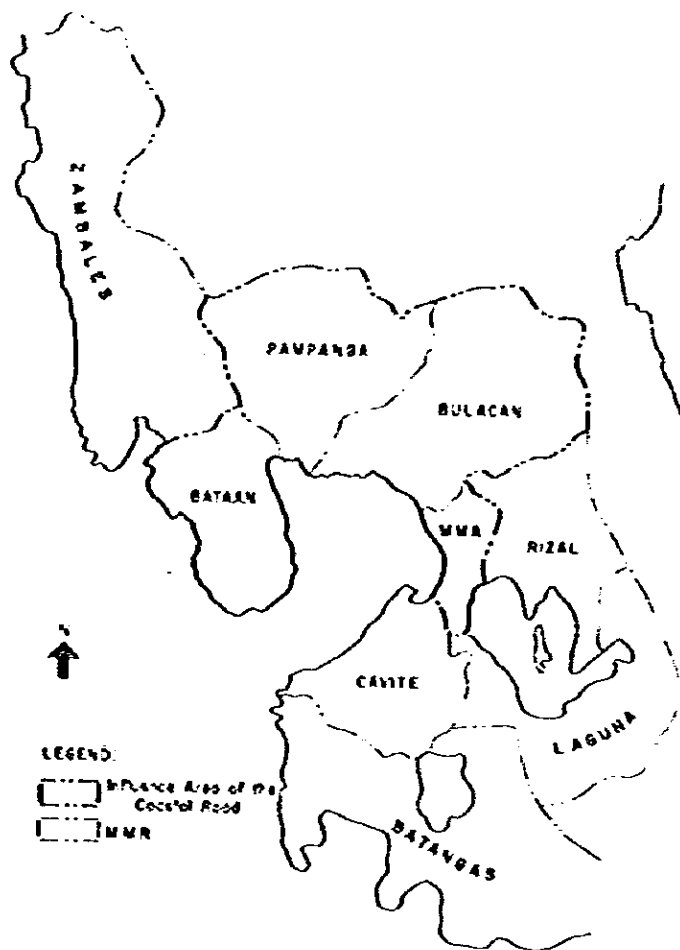 ZAMBALES
PAMPANGA
BULACAN
BATAAN
MMA
RIZAL
CAVITE
LAGUNA
BATANGAS
N
LEGEND:
Influence Area of the
Coastal Road
MMR